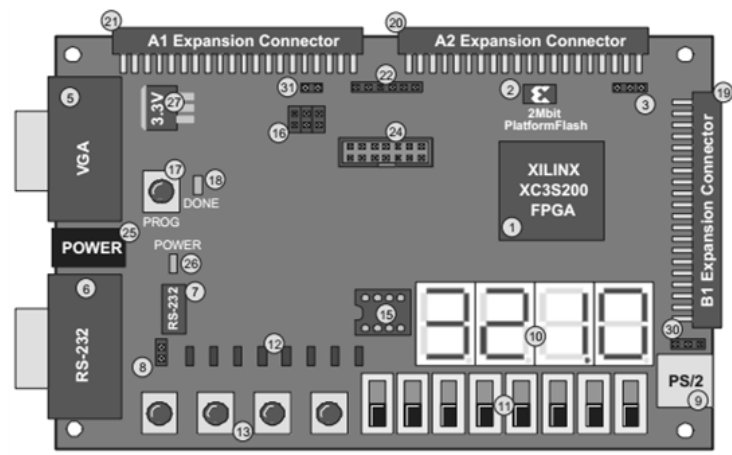 21
A1 Expansion Connector
20
A2 Expansion Connector
5
VGA
3.3V
27
31
22
16
2
2Mbit
PlatformFlash
3
19
B1 Expansion Connector
24
17
PROG
18
DONE
XILINX
XC3S200
FPGA
1
POWER
25
POWER
26
6
RS-232
RS-232
7
15
3210
10
30
8
12
PS/2
9
11
13